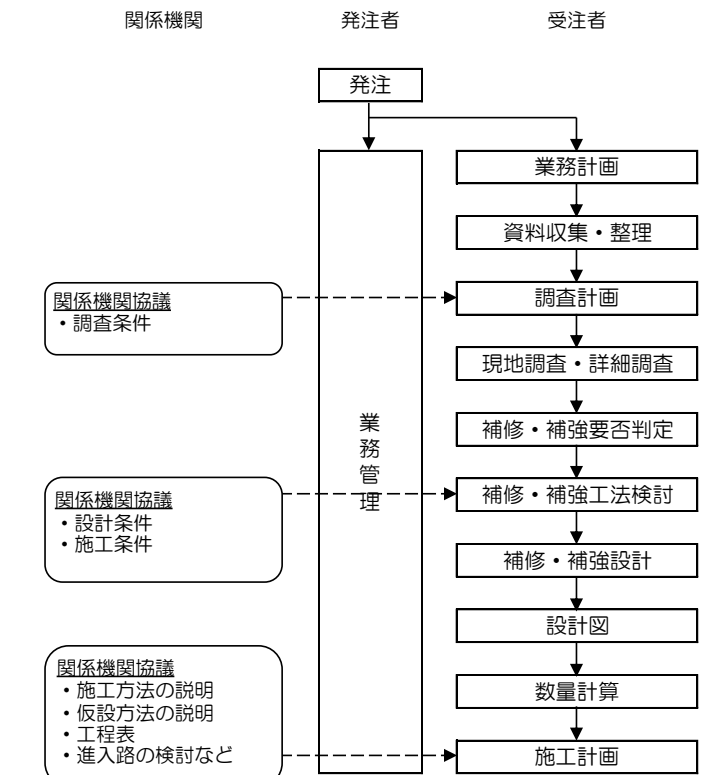 関係機関 発注者 受注者
発注
業務計画
資料収集・整理
関係機関協議
・調査条件
調査計画
現地調査・詳細調査
業務管理
補修・補強要否判定
関係機関協議
・設計条件
・施工条件
補修・補強工法検討
補修・補強設計
設計図
関係機関協議
・施工方法の説明
・仮設方法の説明
・工程表
・進入路の検討など
数量計算
施工計画